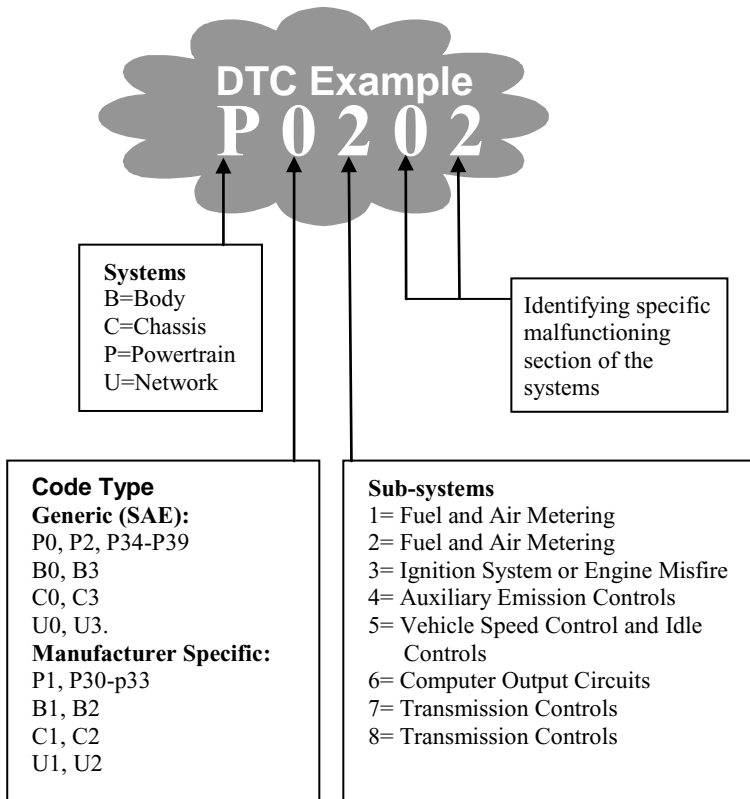 DTC Example
P 0 2 0 2
Systems
B=Body
C=Chassis
P=Powertrain
U=Network
Identifying specific
malfunctioning
section of the
systems
Code Type
Generic (SAE):
P0, P2, P34-P39
B0, B3
C0, C3
U0, U3.
Manufacturer Specific:
P1, P30-p33
B1, B2
C1, C2
U1, U2
Sub-systems
1= Fuel and Air Metering
2= Fuel and Air Metering
3= Ignition System or Engine Misfire
4= Auxiliary Emission Controls
5= Vehicle Speed Control and Idle
Controls
6= Computer Output Circuits
7= Transmission Controls
8= Transmission Controls